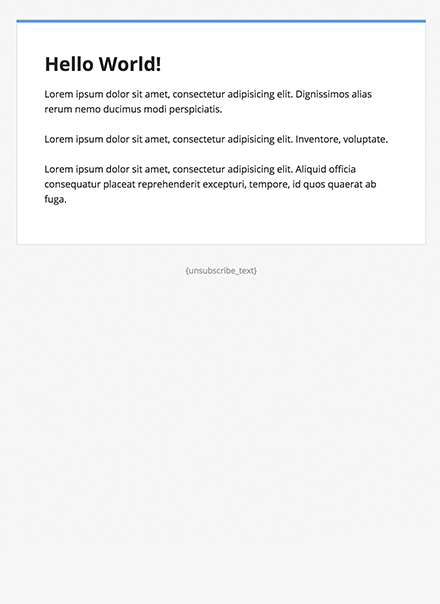 Hello World!
Lorem ipsum dolor sit amet, consectetur adipisicing elit. Dignissimos alias
rerum nemo ducimus modi perspiciatis.
Lorem ipsum dolor sit amet, consectetur adipisicing elit. Inventore, voluptate.
Lorem ipsum dolor sit amet, consectetur adipisicing elit. Aliquid officia
consequatur placeat reprehenderit excepturi, tempore, id quos quaerat ab
fuga.
{unsubscribe_text}